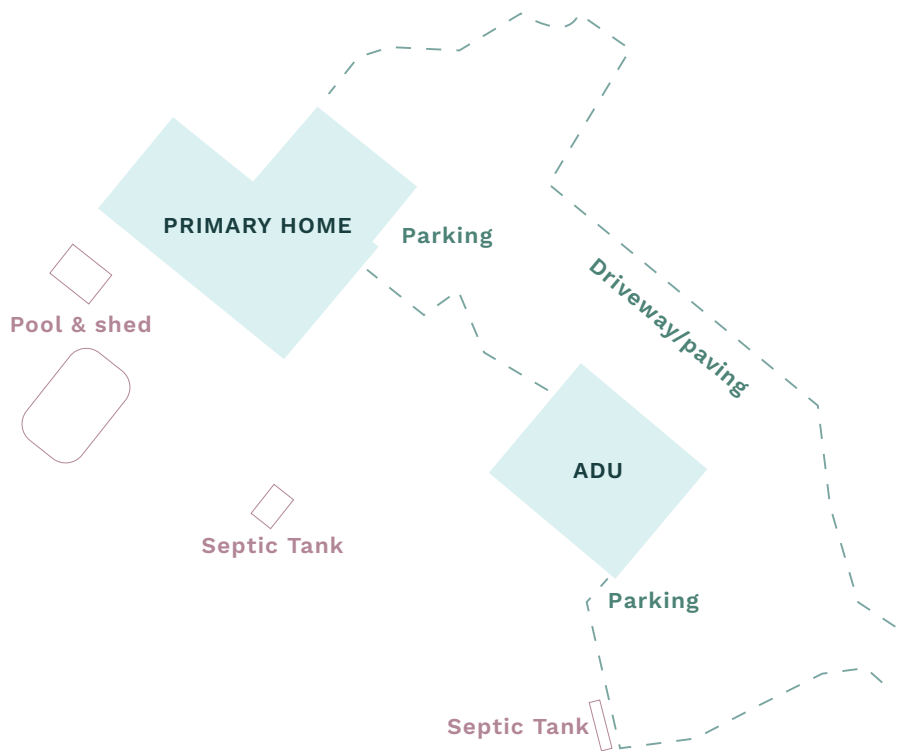 PRIMARY HOME
Parking
Driveway/paving
Pool & shed
ADU
Septic Tank
Parking
Septic Tank